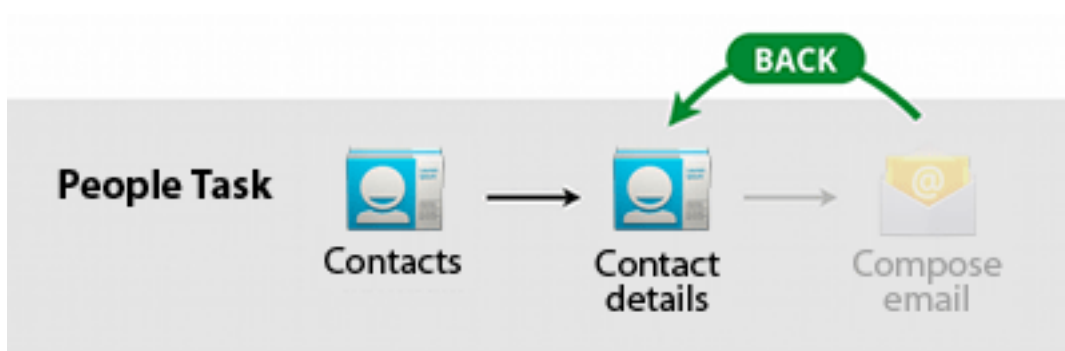 BACK
People Task
Contacts
Contact
details
Compose
email